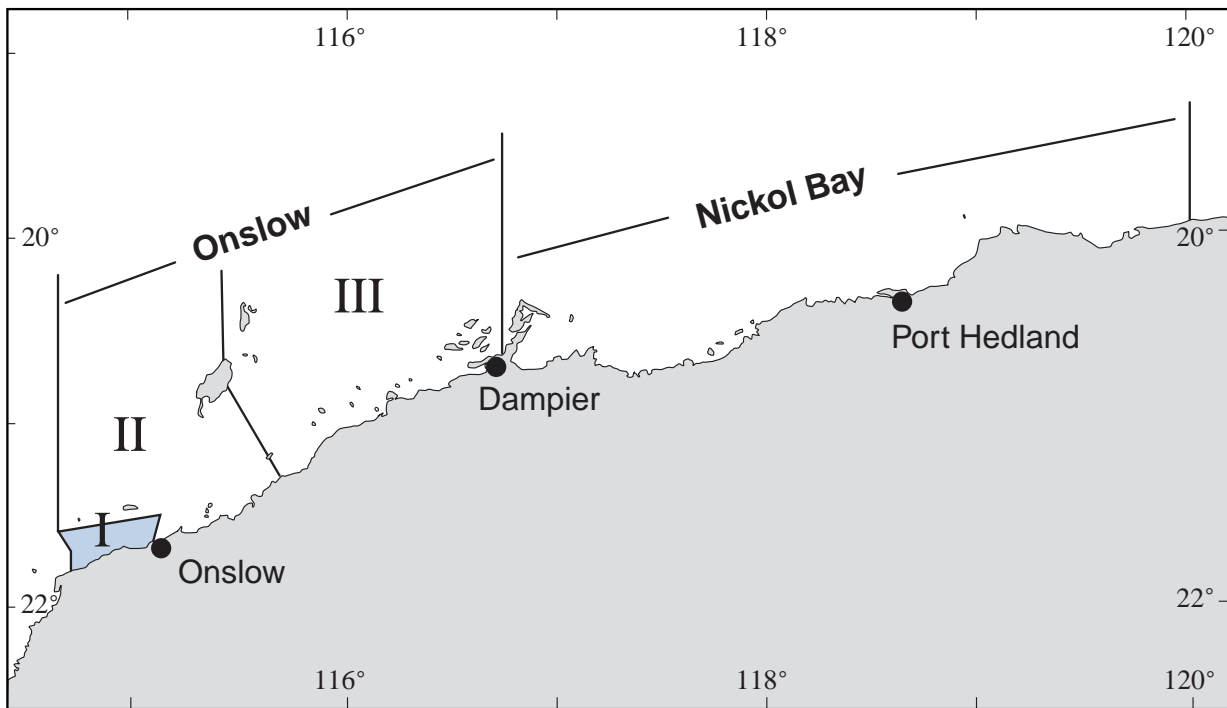 116°
118°
120°
Onslow
Nickol Bay
20°
20°
III
Port Hedland
Dampier
II
I
Onslow
22°
22°
116°
118°
120°